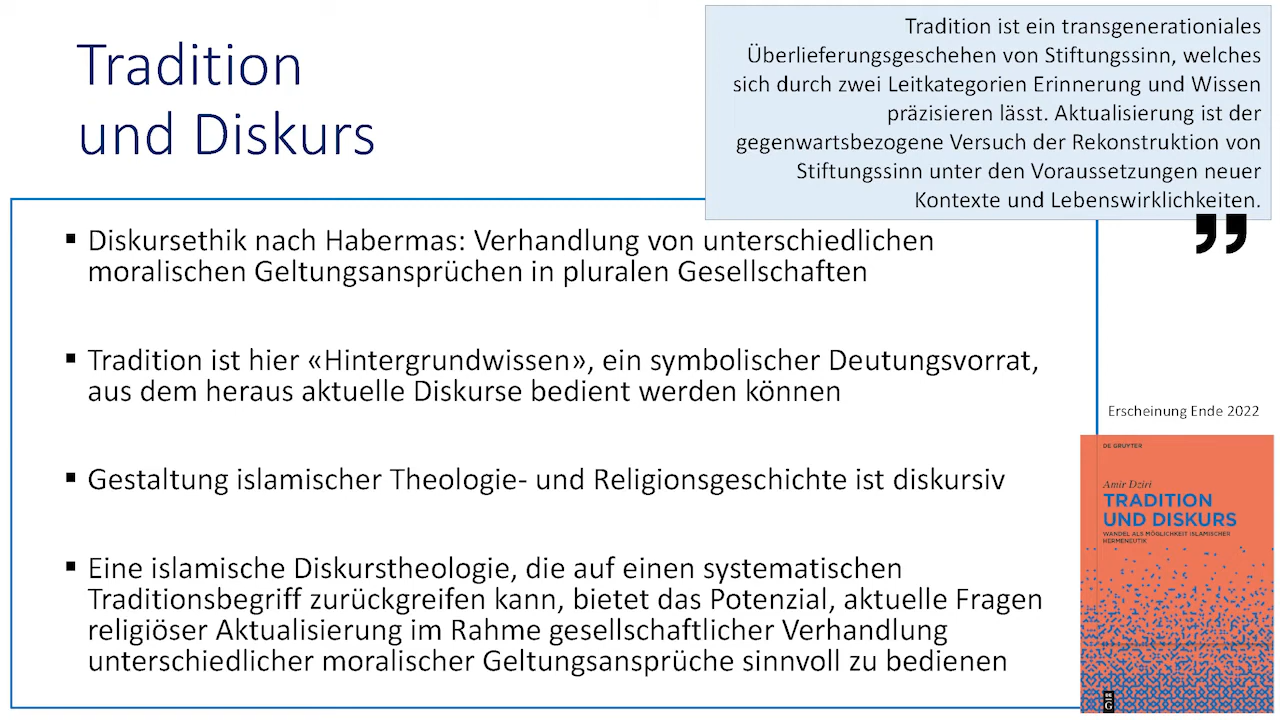 Tradition
und Diskurs
Tradition ist ein transgenerationiales
Überlieferungsgeschehen von Stiftungssinn, welches
sich durch zwei Leitkategorien Erinnerung und Wissen
präzisieren lässt. Aktualisierung ist der
gegenwartsbezogene Versuch der Rekonstruktion von
Stiftungssinn unter den Voraussetzungen neuer
Kontexte und Lebenswirklichkeiten.
”
▪ Diskursethik nach Habermas: Verhandlung von unterschiedlichen
moralischen Geltungsansprüchen in pluralen Gesellschaften
▪ Tradition ist hier «Hintergrundwissen», ein symbolischer Deutungsvorrat,
aus dem heraus aktuelle Diskurse bedient werden können
▪ Gestaltung islamischer Theologie- und Religionsgeschichte ist diskursiv
▪ Eine islamische Diskurstheologie, die auf einen systematischen
Traditionsbegriff zurückgreifen kann, bietet das Potenzial, aktuelle Fragen
religiöser Aktualisierung im Rahme gesellschaftlicher Verhandlung
unterschiedlicher moralischer Geltungsansprüche sinnvoll zu bedienen
Erscheinung Ende 2022
DE GRUYTER
Amir Dziri
TRADITION
UND DISKURS
WANDEL ALS MÖGLICHKEIT ISLAMISCHER
HERMENEUTIK
DE
G